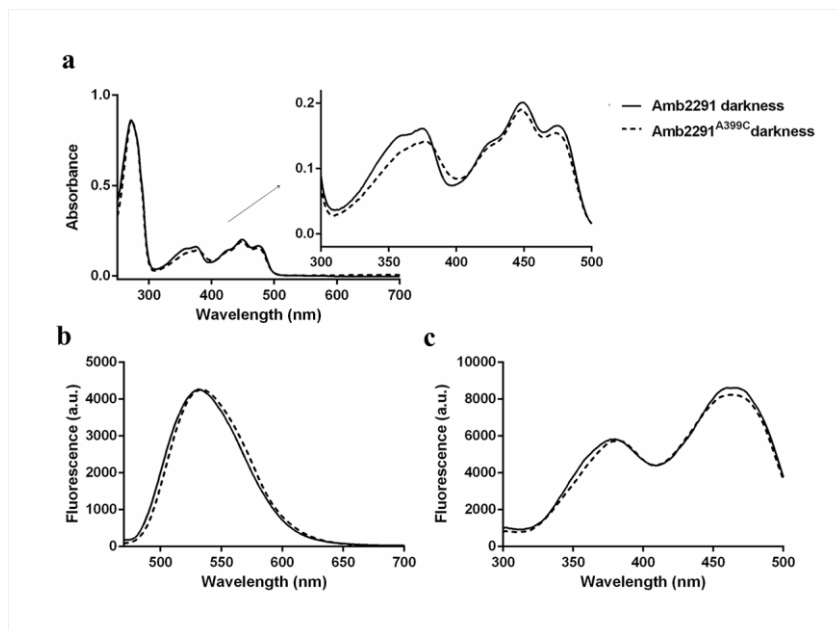 a
1.0
0.5
0.0
Absorbance
300 400 500 600 700
Wavelength (nm)
0.2
0.1
0.0
300 350 400 450 500
Amb2291 darkness
Amb2291A399C darkness
b
5000
4000
3000
2000
1000
0
Fluorescence (a.u.)
500 550 600 650 700
Wavelength (nm)
c
10000
8000
6000
4000
2000
0
Fluorescence (a.u.)
300 350 400 450 500
Wavelength (nm)